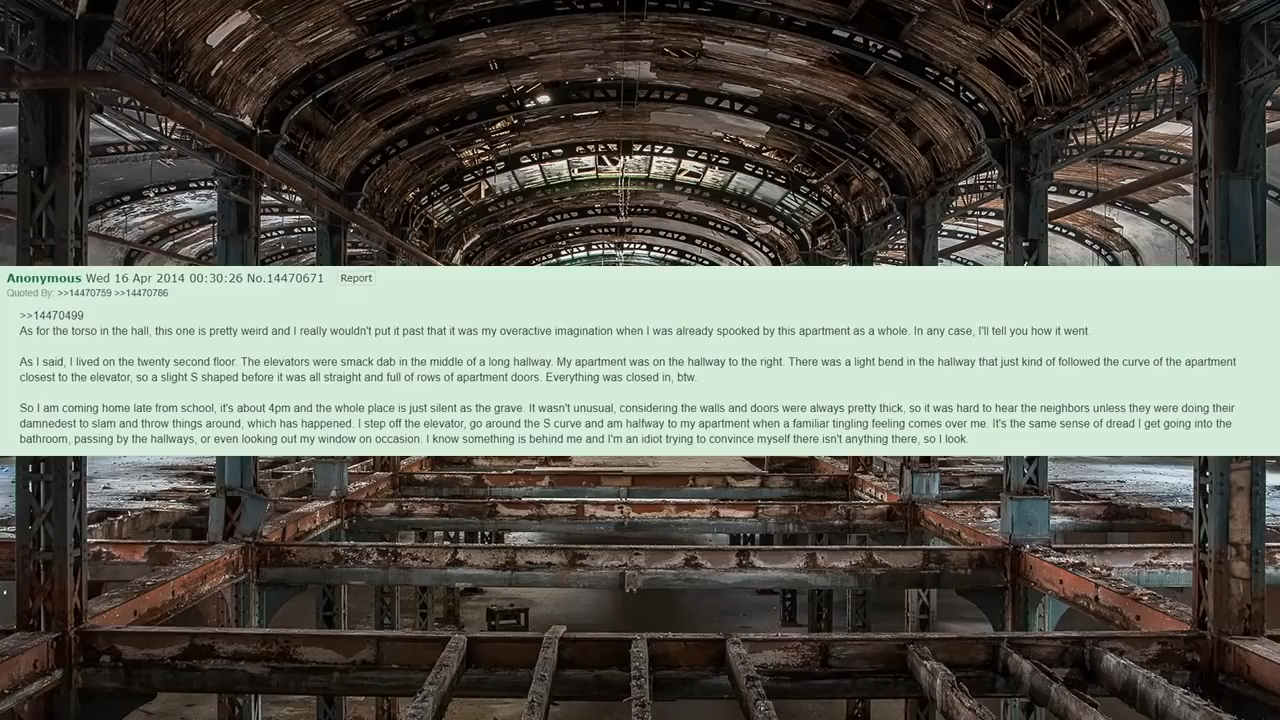 Anonymous Wed 16 Apr 2014 00:30:26 No.14470671 Report
Quoted By: >>14470759 >>14470786
>>14470499
As for the torso in the hall, this one is pretty weird and I really wouldn't put it past that it was my overactive imagination when I was already spooked by this apartment as a whole. In any case, I'll tell you how it went.
As I said, I lived on the twenty second floor. The elevators were smack dab in the middle of a long hallway. My apartment was on the hallway to the right. There was a light bend in the hallway that just kind of followed the curve of the apartment
closest to the elevator, so a slight S shaped before it was all straight and full of rows of apartment doors. Everything was closed in, btw.
So I am coming home late from school, it's about 4pm and the whole place is just silent as the grave. It wasn't unusual, considering the walls and doors were always pretty thick, so it was hard to hear the neighbors unless they were doing their
damnedest to slam and throw things around, which has happened. I step off the elevator, go around the S curve and am halfway to my apartment when a familiar tingling feeling comes over me. It's the same sense of dread I get going into the
bathroom, passing by the hallways, or even looking out my window on occasion. I know something is behind me and I'm an idiot trying to convince myself there isn't anything there, so I look.